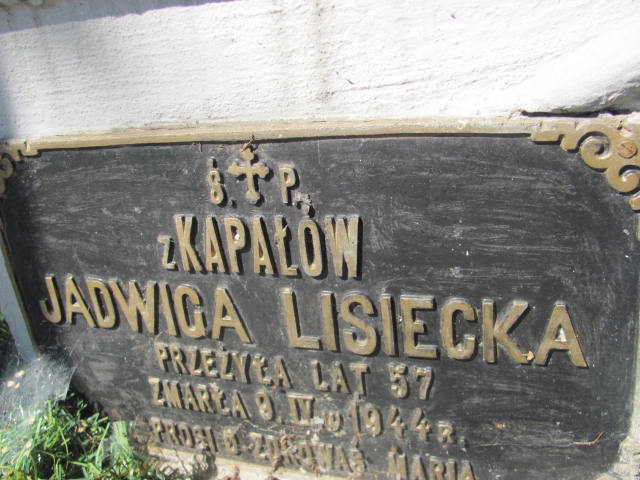 Ś. P.
z KAPAŁÓW
JADWIGA LISIECKA
PRZEŻYŁA LAT 57
ZMARŁA 9 IV 1944 R.
PROSI O ZDROWAŚ MARIA